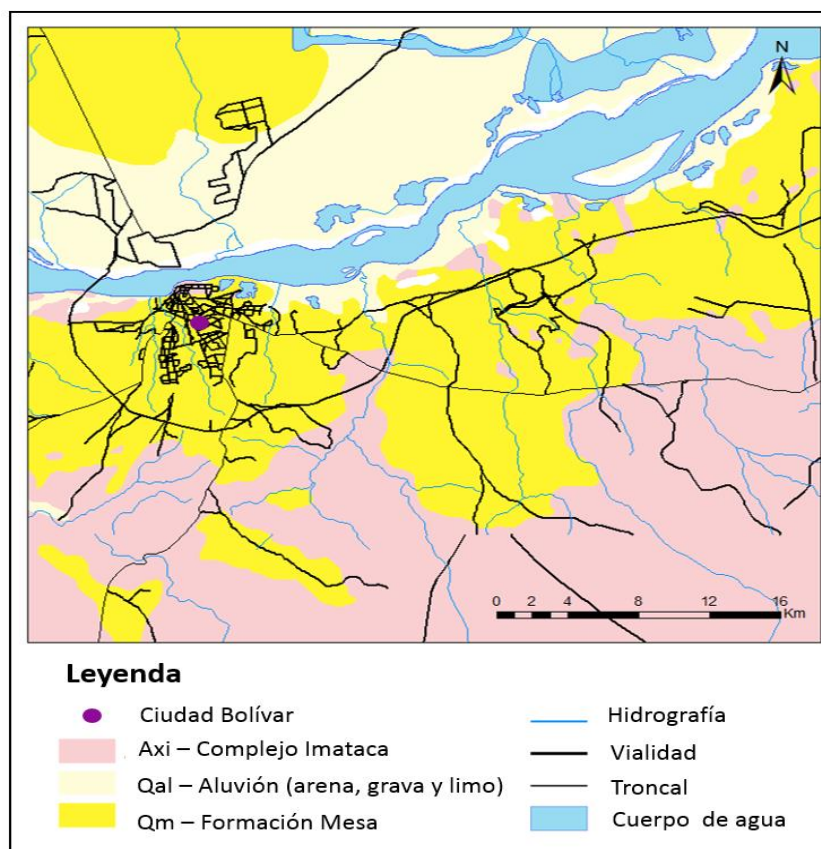 N
0 2 4 8 12 16
Km
Leyenda
Ciudad Bolívar
Axi – Complejo Imataca
Qal – Aluvión (arena, grava y limo)
Qm – Formación Mesa
Hidrografía
Vialidad
Troncal
Cuerpo de agua